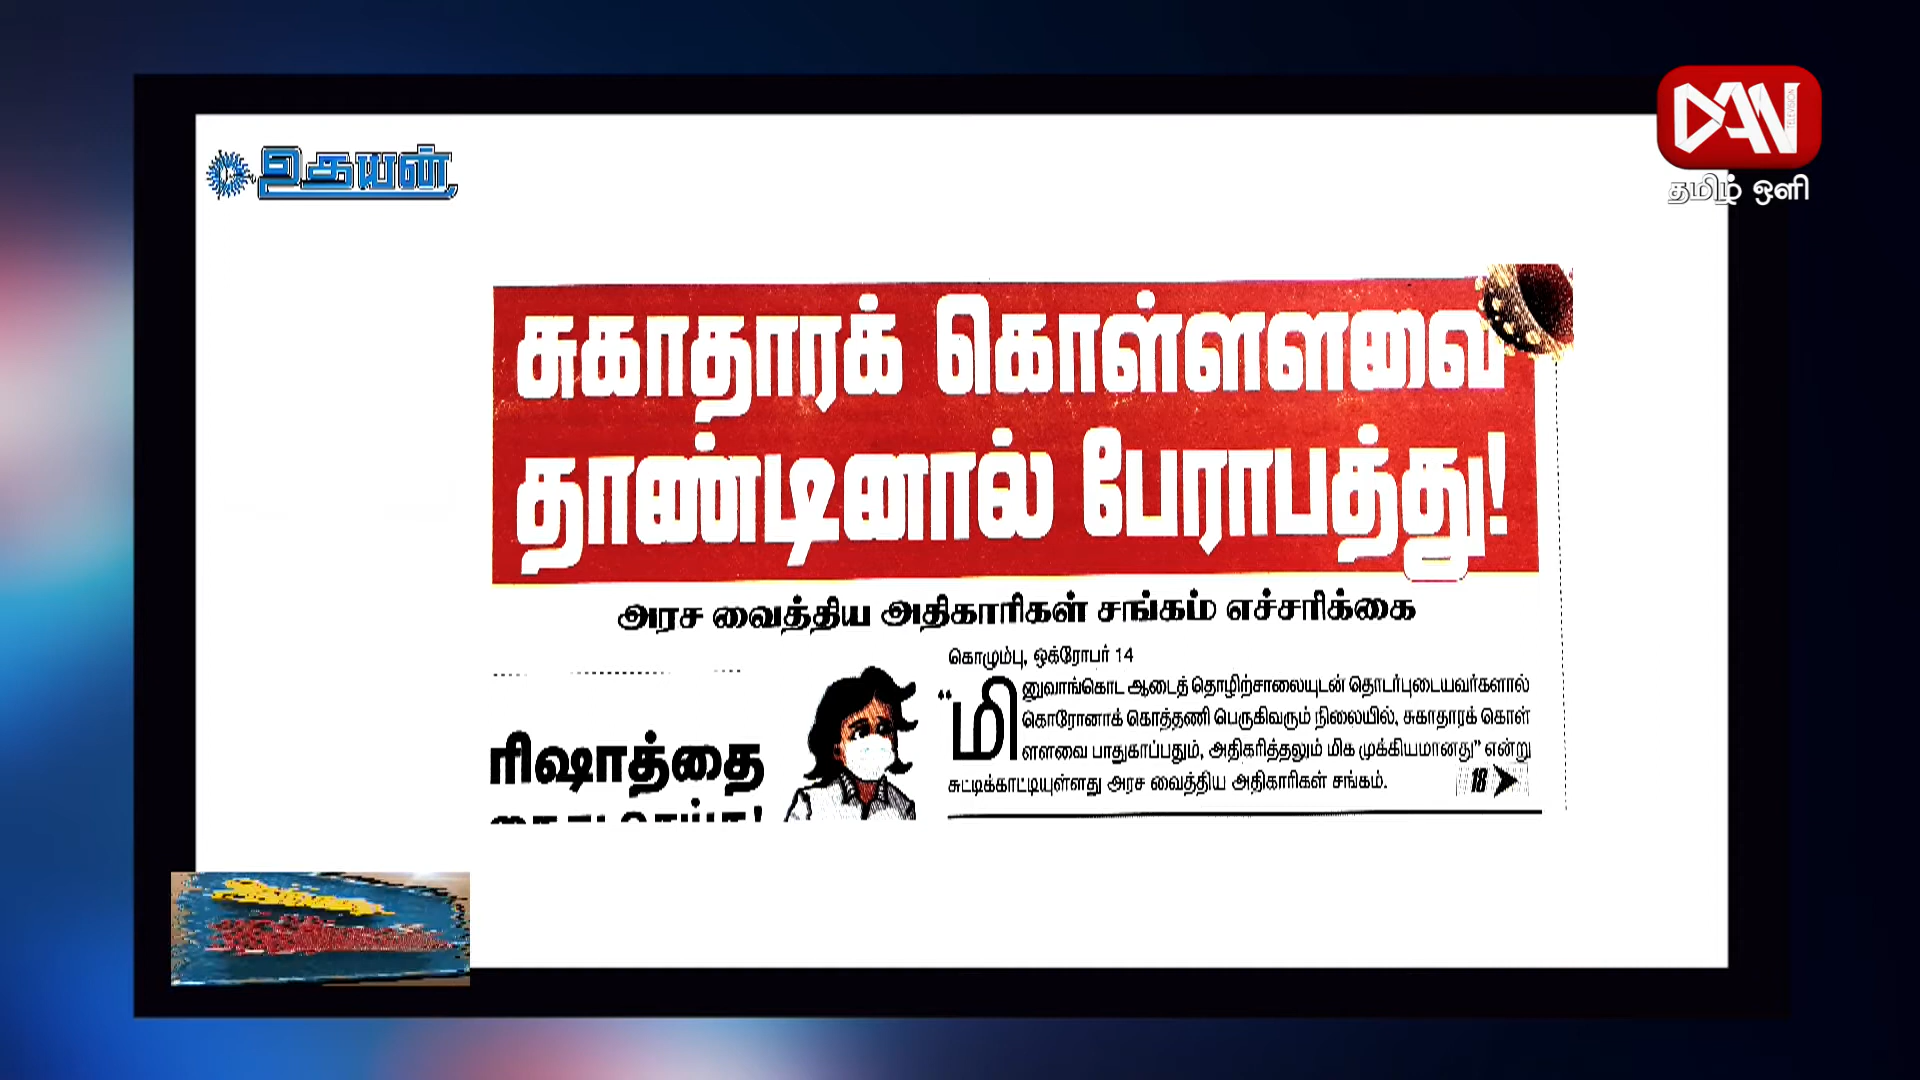 உதயன்
DAN
TELEVISION
தமிழ் ஒளி
சுகாதாரக் கொள்ளளவை
தாண்டினால் பேராபத்து!
அரச வைத்திய அதிகாரிகள் சங்கம் எச்சரிக்கை
கொழும்பு, ஒக்ரோபர் 14
“மினுவாங்கொட ஆடைத் தொழிற்சாலையுடன் தொடர்புடையவர்களால்
கொரோனாக் கொத்தணி பெருகிவரும் நிலையில், சுகாதாரக் கொள்
ளளவை பாதுகாப்பதும், அதிகரித்தலும் மிக முக்கியமானது” என்று
சுட்டிக்காட்டியுள்ளது அரச வைத்திய அதிகாரிகள் சங்கம்.
18
ரிஷாத்தை